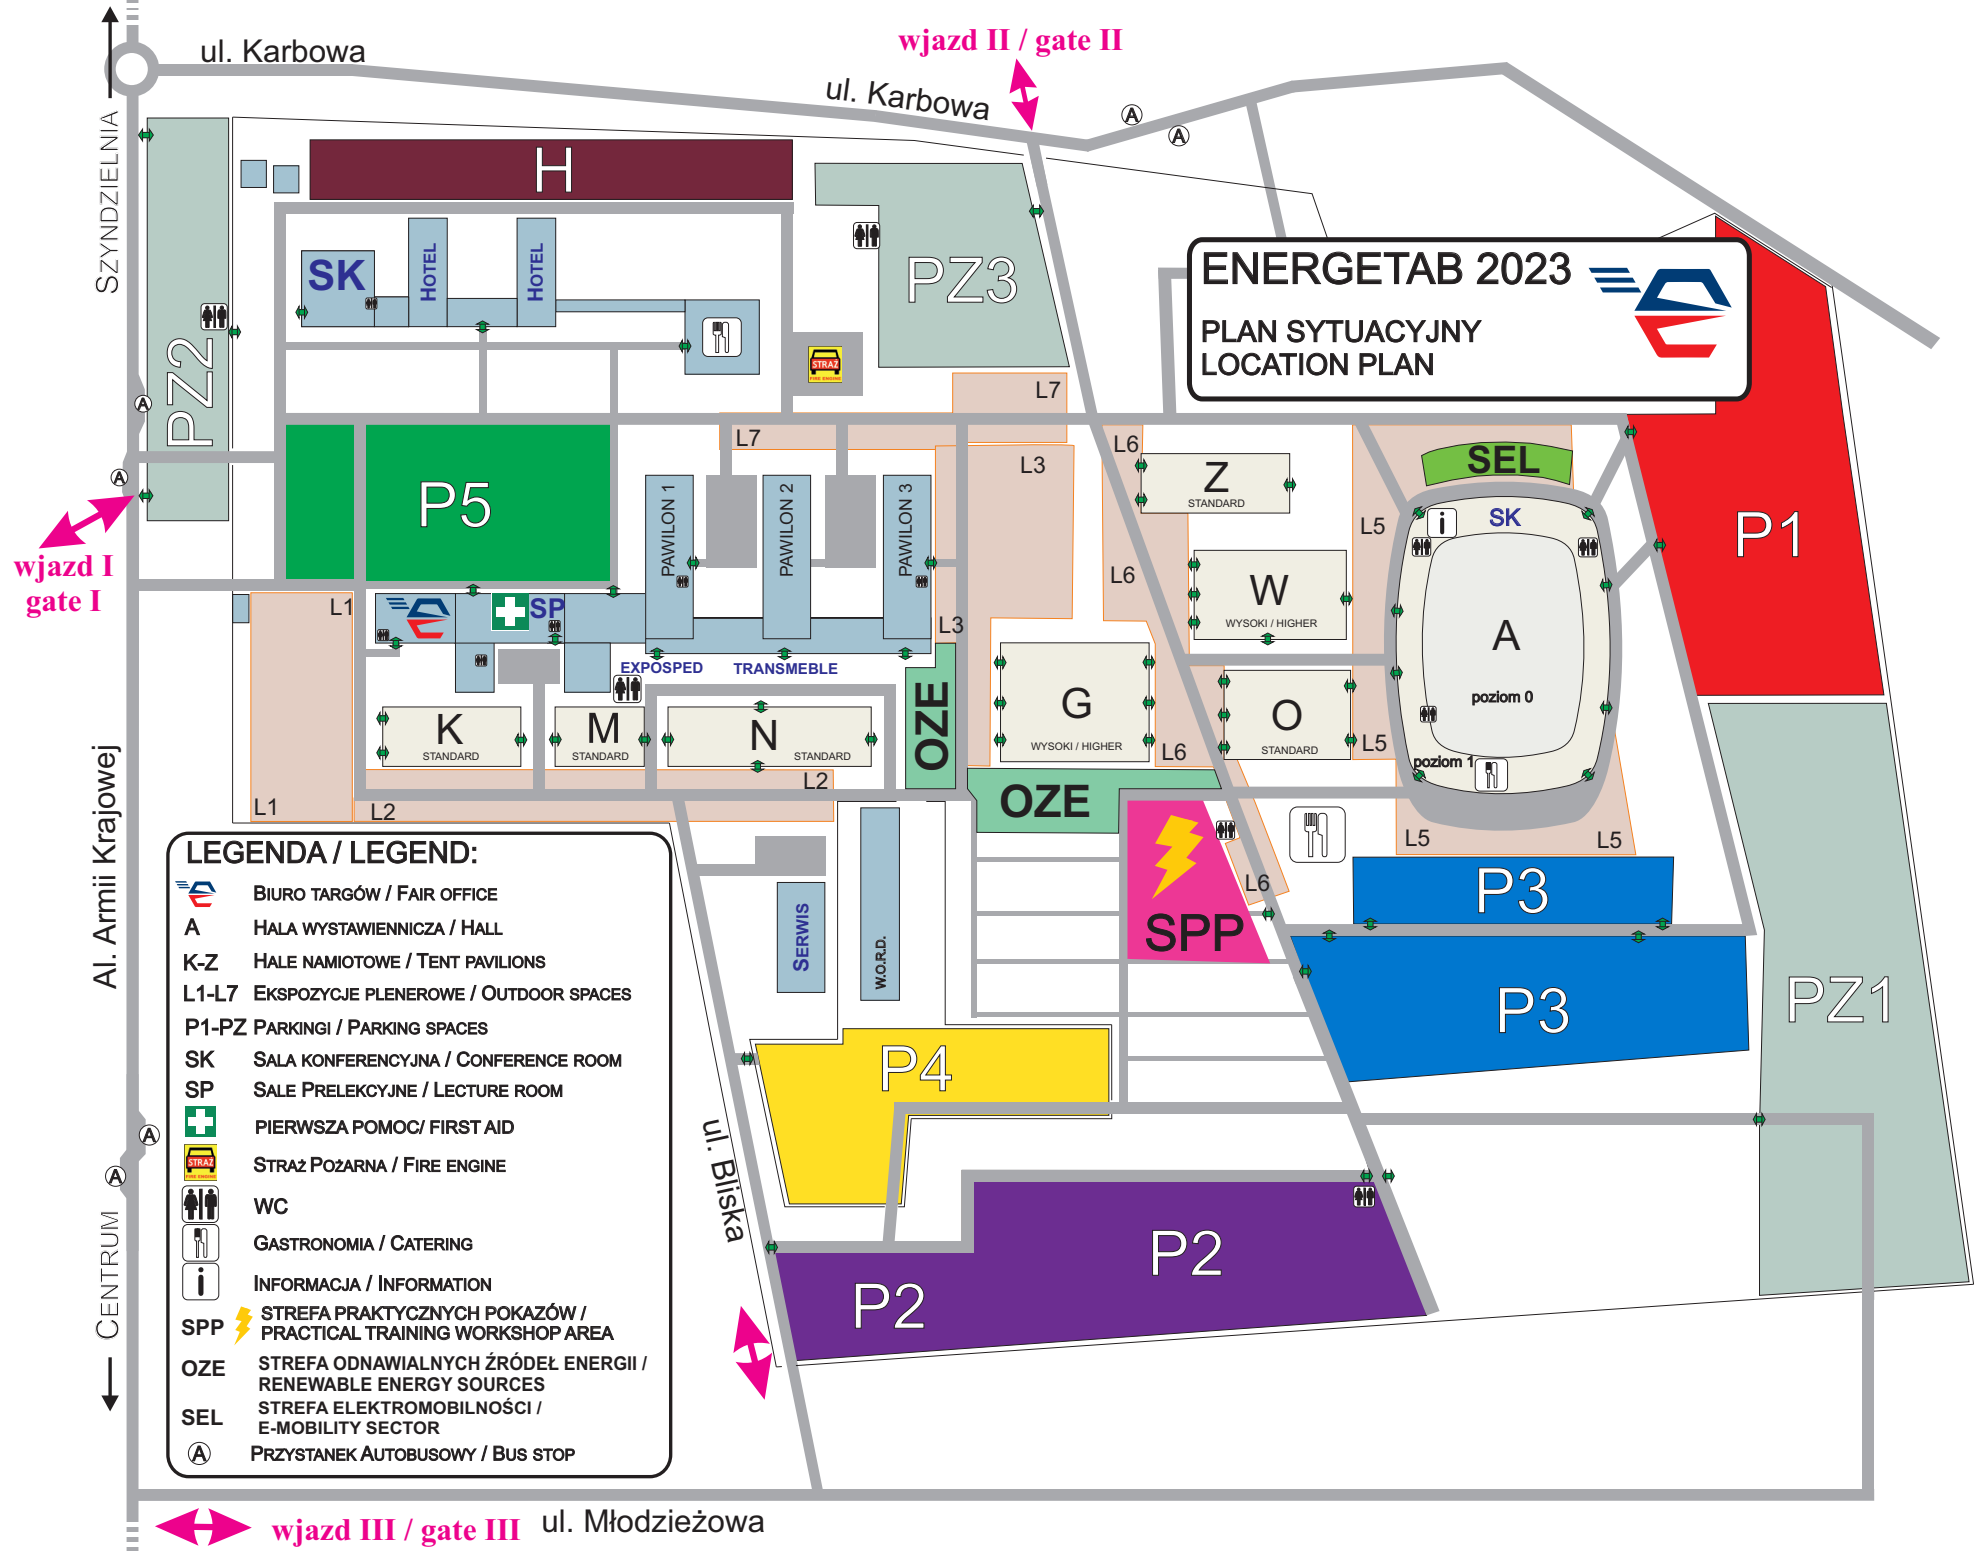 ul. Karbowa
wjazd II / gate II
ul. Karbowa
A
A
SZYNDZIELNIA
H
SK
HOTEL
HOTEL
PZ3
ENERGETAB 2023
PLAN SYTUACYJNY
LOCATION PLAN
STRAŻ
FIRE ENGINE
PZ2
A
A
L7
L7
L6
L3
Z
STANDARD
SEL
P5
PAWILON 1
PAWILON 2
PAWILON 3
L5
i
SK
P1
wjazd I
gate I
L6
W
WYSOKI / HIGHER
L1
SP
L3
A
poziom 0
EXPOSPED
TRANSMEBLE
OZE
G
WYSOKI / HIGHER
O
STANDARD
K
STANDARD
M
STANDARD
N
STANDARD
L6
L5
poziom 1
L1
L2
L2
OZE
L5
L5
Al. Armii Krajowej
L6
P3
SPP
SERWIS
W.O.R.D.
P3
PZ1
P4
ul. Bliska
A
A
P2
P2
CENTRUM
LEGENDA / LEGEND:
BIURO TARGÓW / FAIR OFFICE
A HALA WYSTAWIENNICZA / HALL
K-Z HALE NAMIOTOWE / TENT PAVILIONS
L1-L7 EKSPOZYCJE PLENEROWE / OUTDOOR SPACES
P1-PZ PARKINGI / PARKING SPACES
SK SALA KONFERENCYJNA / CONFERENCE ROOM
SP SALE PRELEKCYJNE / LECTURE ROOM
PIERWSZA POMOC/ FIRST AID
STRAŻ FIRE ENGINE STRAŻ POŻARNA / FIRE ENGINE
WC
GASTRONOMIA / CATERING
i INFORMACJA / INFORMATION
SPP STREFA PRAKTYCZNYCH POKAZÓW /
PRACTICAL TRAINING WORKSHOP AREA
OZE STREFA ODNAWIALNYCH ŹRÓDEŁ ENERGII /
RENEWABLE ENERGY SOURCES
SEL STREFA ELEKTROMOBILNOŚCI /
E-MOBILITY SECTOR
A PRZYSTANEK AUTOBUSOWY / BUS STOP
wjazd III / gate III
ul. Młodzieżowa